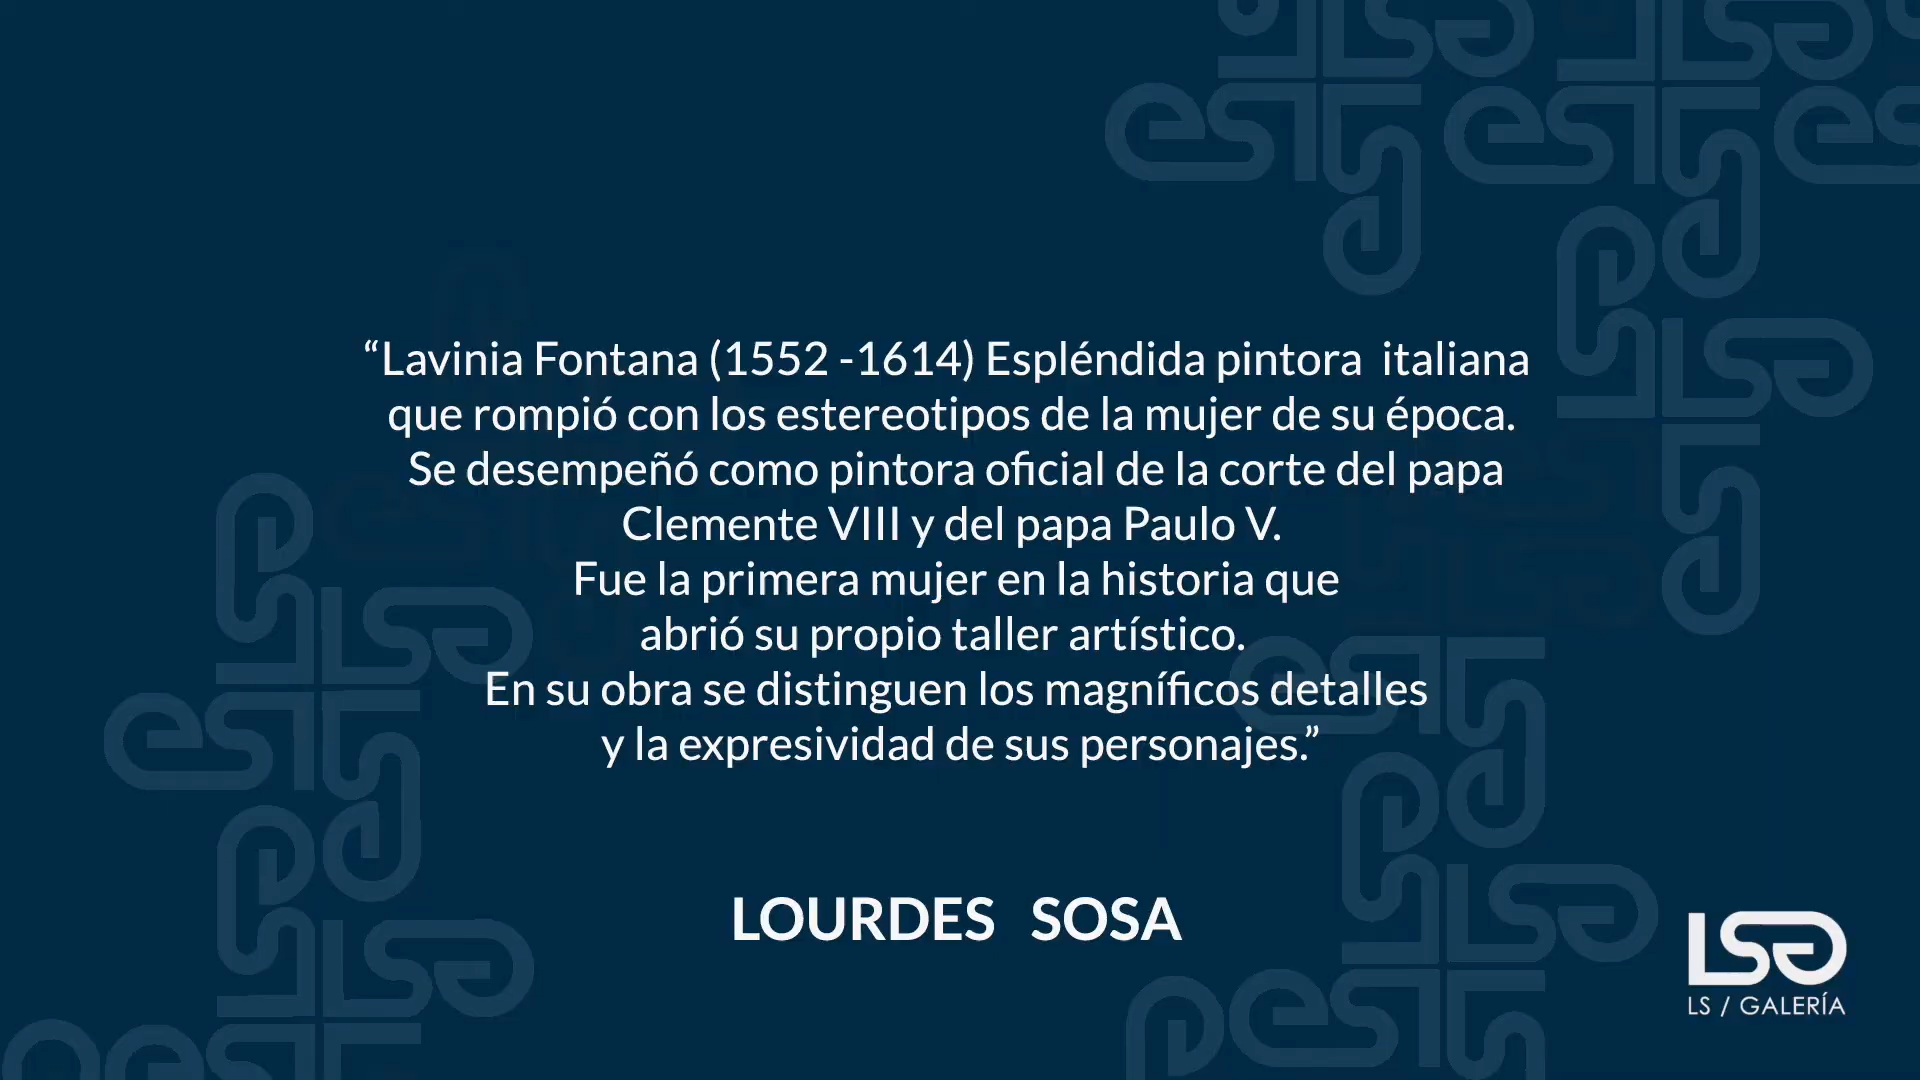 “Lavinia Fontana (1552 -1614) Espléndida pintora  italiana
que rompió con los estereotipos de la mujer de su época.
Se desempeñó como pintora oficial de la corte del papa
Clemente VIII y del papa Paulo V.
Fue la primera mujer en la historia que
abrió su propio taller artístico.
En su obra se distinguen los magníficos detalles
y la expresividad de sus personajes.”
LOURDES  SOSA
LSG
LS / GALERÍA